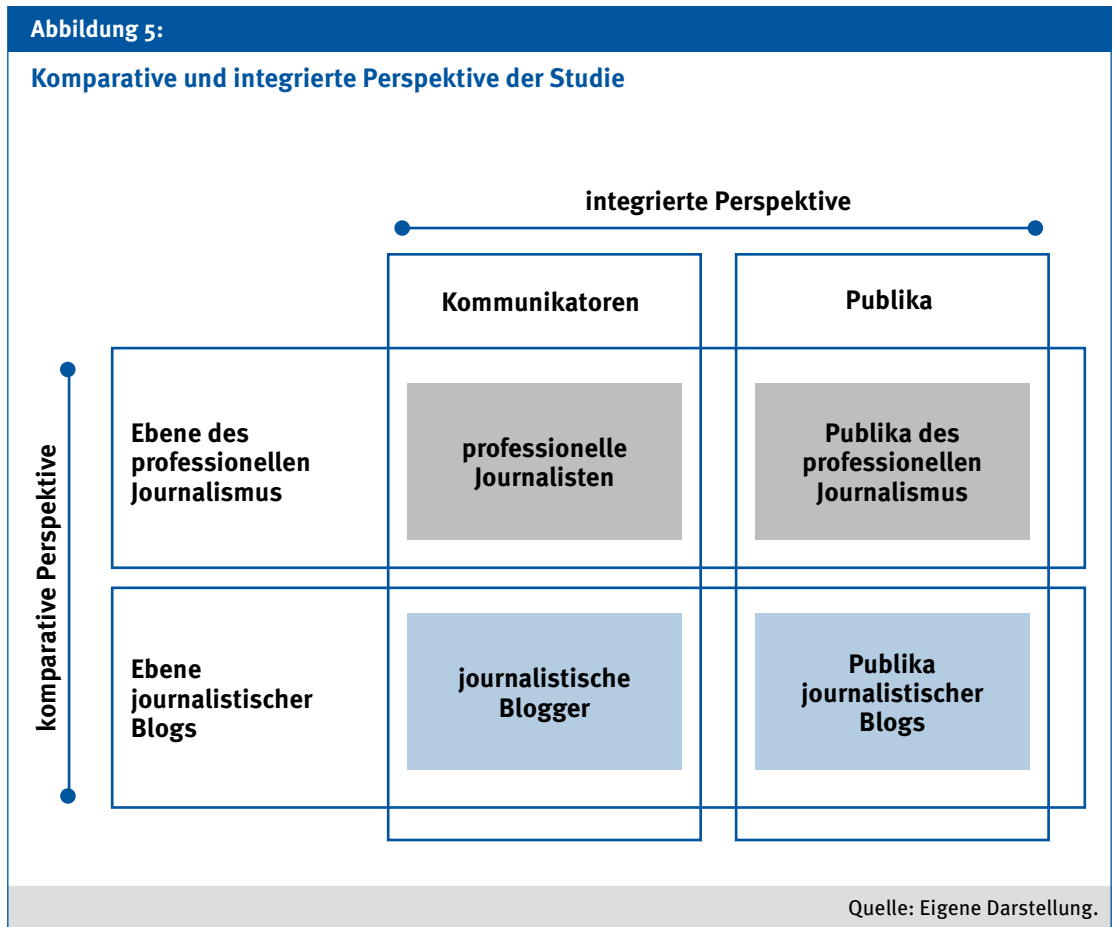 Abbildung 5:
Komparative und integrierte Perspektive der Studie
integrierte Perspektive
Kommunikatoren
Publika
komparative Perspektive
Ebene des
professionellen
Journalismus
professionelle
Journalisten
Publika des
professionellen
Journalismus
Ebene
journalistischer
Blogs
journalistische
Blogger
Publika
journalistischer
Blogs
Quelle: Eigene Darstellung.